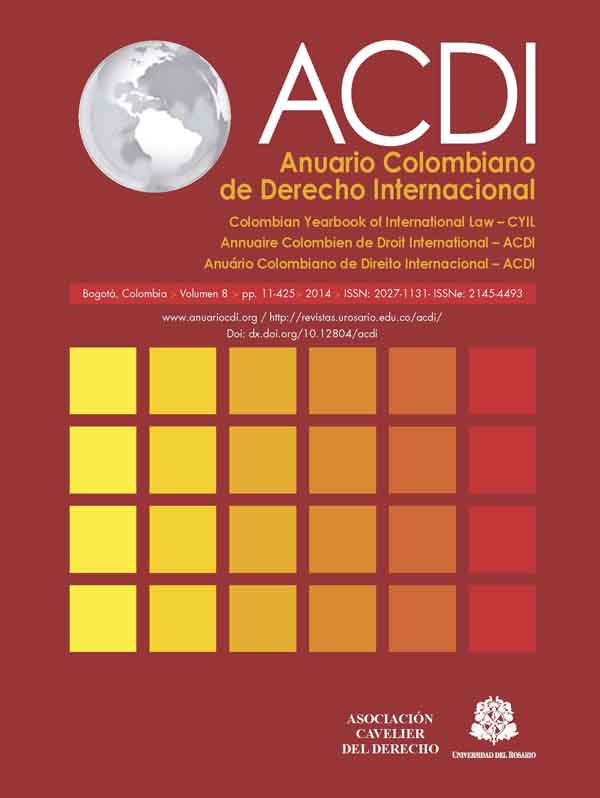 ACDI
Anuario Colombiano
de Derecho Internacional
Colombian Yearbook of International Law – CYIL
Annuaire Colombien de Droit International – ACDI
Anuário Colombiano de Direito Internacional – ACDI
Bogotá, Colombia > Volumen 8 > pp. 11-425 > 2014 > ISSN: 2027-1131- ISSNe: 2145-4493
www.anuariocdi.org / http://revistas.urosario.edu.co/acdi/
Doi: dx.doi.org/10.12804/acdi
ASOCIACIÓN
CAVELIER
DEL DERECHO
UNIVERSIDAD DEL ROSARIO